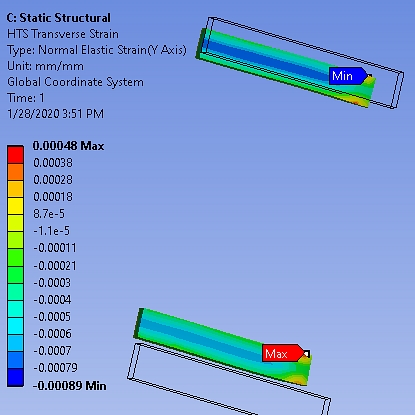 C: Static Structural
HTS Transverse Strain
Type: Normal Elastic Strain(Y Axis)
Unit: mm/mm
Global Coordinate System
Time: 1
1/28/2020 3:51 PM
Min
0.00048 Max
0.00038
0.00028
0.00018
8.7e-5
-1.1e-5
-0.00011
-0.00021
-0.0003
-0.0004
-0.0005
-0.0006
-0.0007
-0.00079
-0.00089 Min
Max